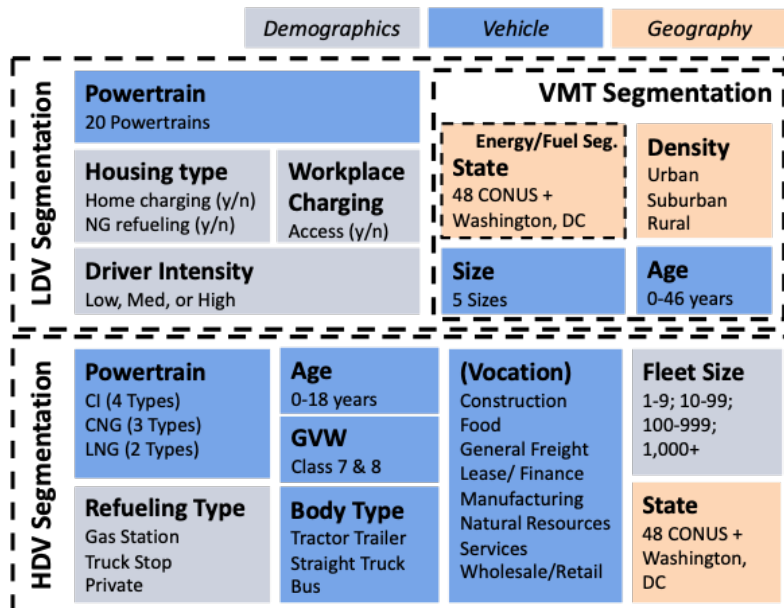 Demographics
Vehicle
Geography
LDV Segmentation
Powertrain
20 Powertrains
Housing type
Home charging (y/n)
NG refueling (y/n)
Workplace
Charging
Access (y/n)
Driver Intensity
Low, Med, or High
VMT Segmentation
Energy/Fuel Seg.
State
48 CONUS +
Washington, DC
Density
Urban
Suburban
Rural
Size
5 Sizes
Age
0-46 years
HDV Segmentation
Powertrain
CI (4 Types)
CNG (3 Types)
LNG (2 Types)
Refueling Type
Gas Station
Truck Stop
Private
Age
0-18 years
GVW
Class 7 & 8
Body Type
Tractor Trailer
Straight Truck
Bus
(Vocation)
Construction
Food
General Freight
Lease/ Finance
Manufacturing
Natural Resources
Services
Wholesale/Retail
Fleet Size
1-9; 10-99;
100-999;
1,000+
State
48 CONUS +
Washington,
DC